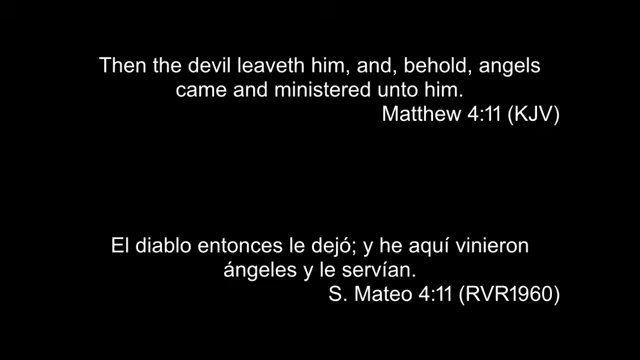 Then the devil leaveth him, and, behold, angels
came and ministered unto him.
Matthew 4:11 (KJV)
El diablo entonces le dejó; y he aquí vinieron
ángeles y le servían.
S. Mateo 4:11 (RVR1960)